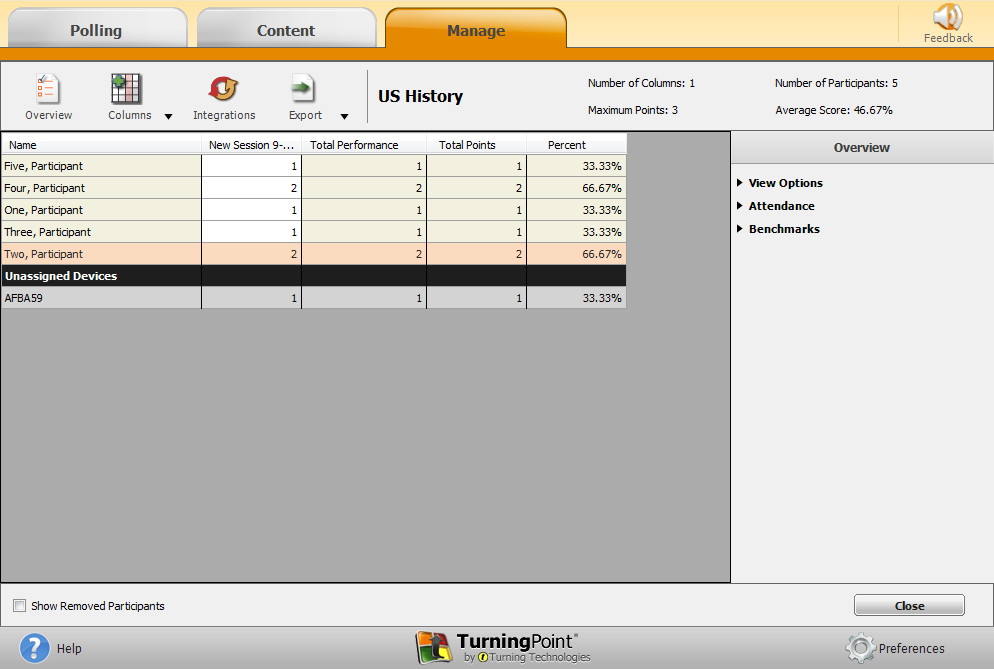 Polling Content Manage Feedback
Overview Columns Integrations Export US History
Number of Columns: 1 Number of Participants: 5
Maximum Points: 3 Average Score: 46.67%
Name New Session 9-... Total Performance Total Points Percent
Five, Participant 1 1 1 33.33%
Four, Participant 2 2 2 66.67%
One, Participant 1 1 1 33.33%
Three, Participant 1 1 1 33.33%
Two, Participant 2 2 2 66.67%
Unassigned Devices
AFBA59 1 1 1 33.33%
Overview
View Options
Attendance
Benchmarks
Show Removed Participants Close
? Help
TurningPoint
by Turning Technologies
Preferences